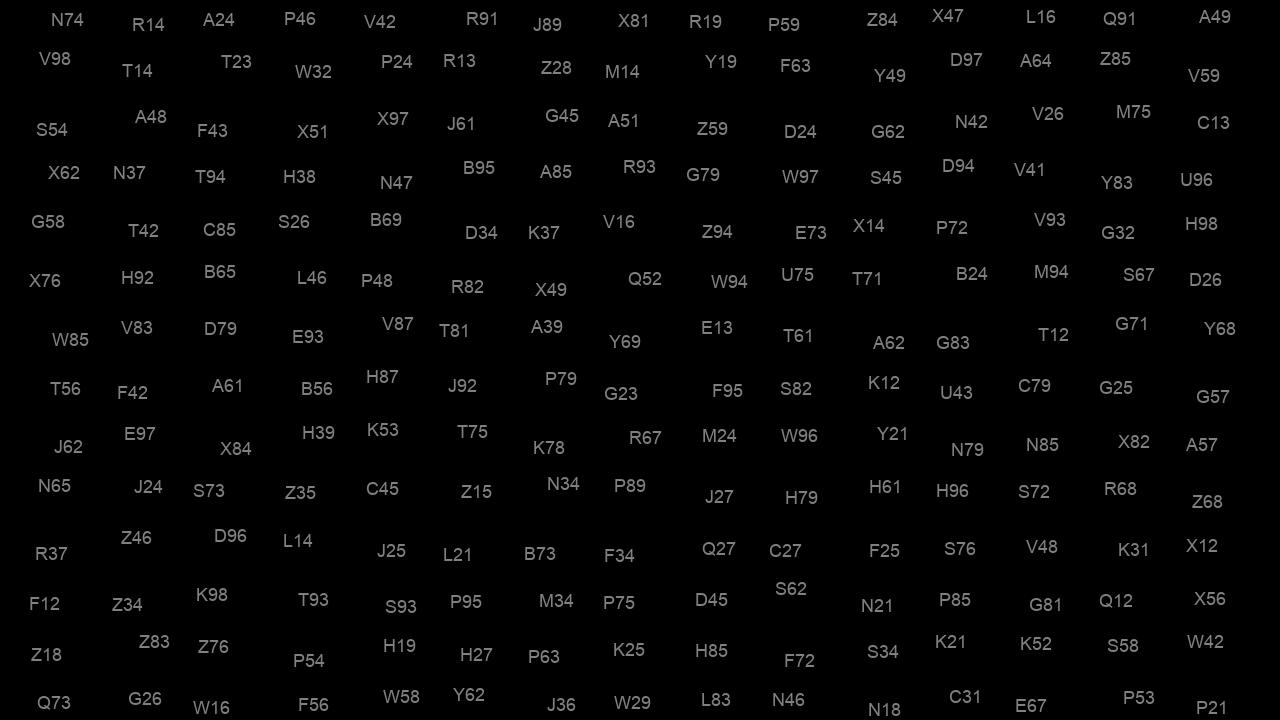 N74 R14 A24 P46 V42 R91 J89 X81 R19 P59 Z84 X47 L16 Q91 A49
V98 T14 T23 W32 P24 R13 Z28 M14 Y19 F63 Y49 D97 A64 Z85 V59
S54 A48 F43 X51 X97 J61 G45 A51 Z59 D24 G62 N42 V26 M75 C13
X62 N37 T94 H38 N47 B95 A85 R93 G79 W97 S45 D94 V41 Y83 U96
G58 T42 C85 S26 B69 D34 K37 V16 Z94 E73 X14 P72 V93 G32 H98
X76 H92 B65 L46 P48 R82 X49 Q52 W94 U75 T71 B24 M94 S67 D26
W85 V83 D79 E93 V87 T81 A39 Y69 E13 T61 A62 G83 T12 G71 Y68
T56 F42 A61 B56 H87 J92 P79 G23 F95 S82 K12 U43 C79 G25 G57
J62 E97 X84 H39 K53 T75 K78 R67 M24 W96 Y21 N79 N85 X82 A57
N65 J24 S73 Z35 C45 Z15 N34 P89 J27 H79 H61 H96 S72 R68 Z68
R37 Z46 D96 L14 J25 L21 B73 F34 Q27 C27 F25 S76 V48 K31 X12
F12 Z34 K98 T93 S93 P95 M34 P75 D45 S62 N21 P85 G81 Q12 X56
Z18 Z83 Z76 P54 H19 H27 P63 K25 H85 F72 S34 K21 K52 S58 W42
Q73 G26 W16 F56 W58 Y62 J36 W29 L83 N46 N18 C31 E67 P53 P21